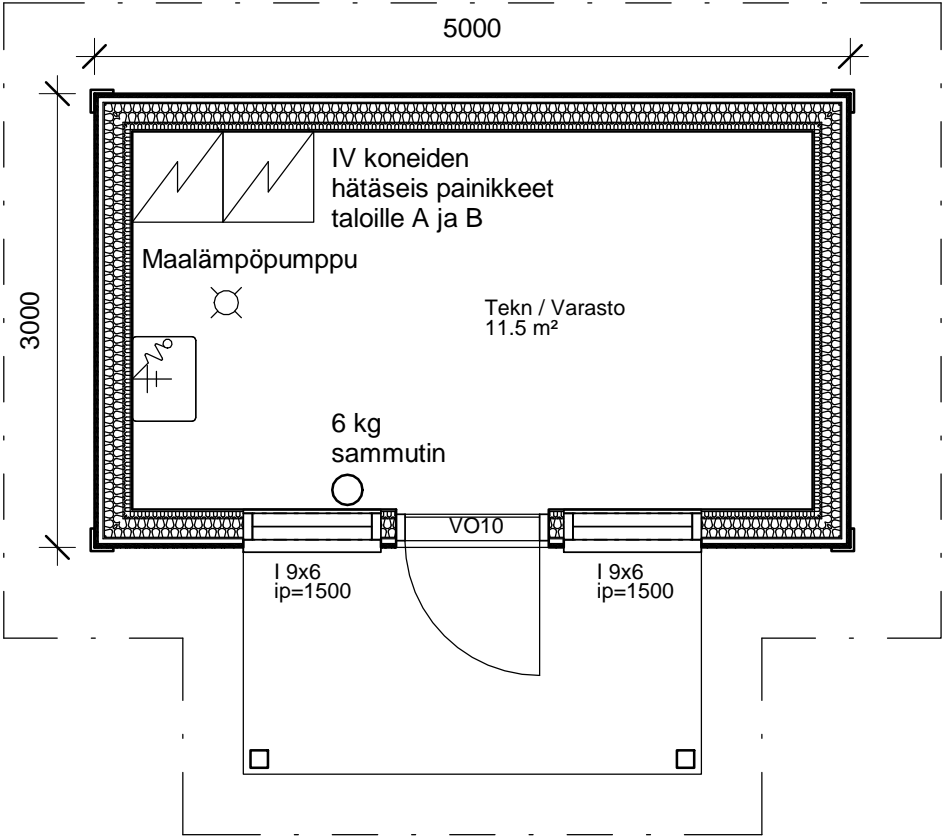 5000
3000
IV koneiden
hätäseis painikkeet
taloille A ja B
Maalämpöpumppu
Tekn / Varasto
11.5 m²
6 kg
sammutin
VO10
I 9x6
ip=1500
I 9x6
ip=1500